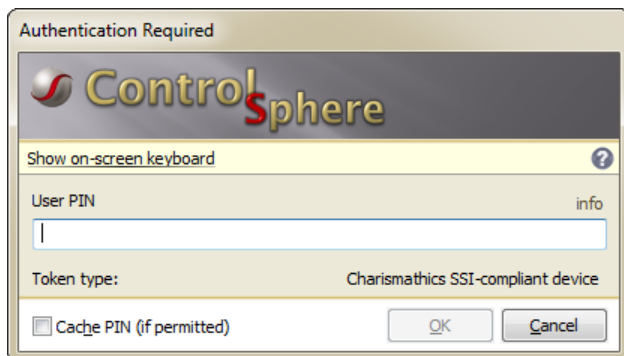 Authentication Required
ControlSphere
Show on-screen keyboard ?
User PIN info
Token type: Charismathics SSI-compliant device
Cache PIN (if permitted) OK Cancel